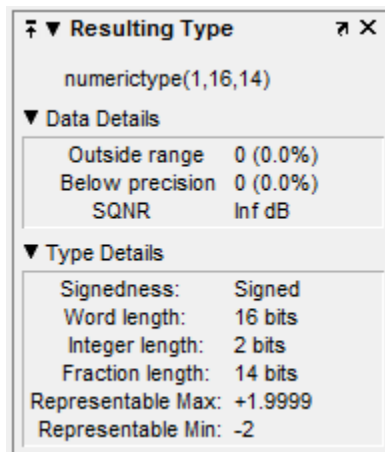 Resulting Type
numerictype(1,16,14)
Data Details
Outside range 0 (0.0%)
Below precision 0 (0.0%)
SQNR Inf dB
Type Details
Signedness: Signed
Word length: 16 bits
Integer length: 2 bits
Fraction length: 14 bits
Representable Max: +1.9999
Representable Min: -2